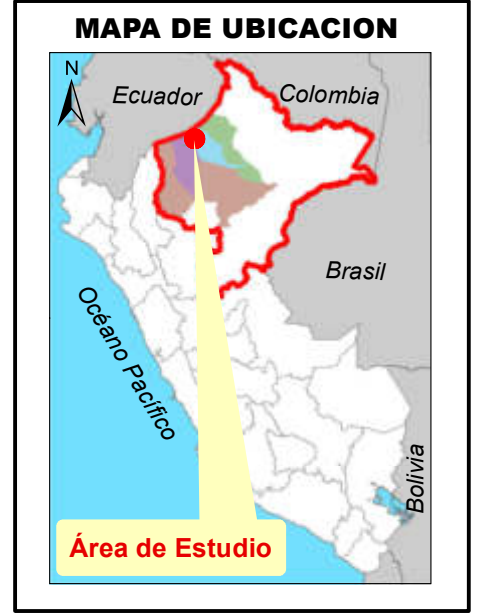 MAPA DE UBICACION
N
Ecuador
Colombia
Brasil
Océano Pacífico
Bolivia
Área de Estudio